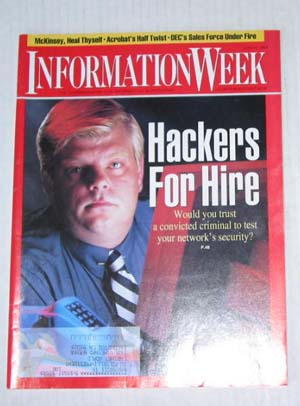 McKinsey, Heal Thyself • Acrobat's Half Twist • DEC's Sales Force Under Fire
INFORMATIONWEEK
Hackers
For Hire
Would you trust
a convicted criminal to test
your network's security?
P.48